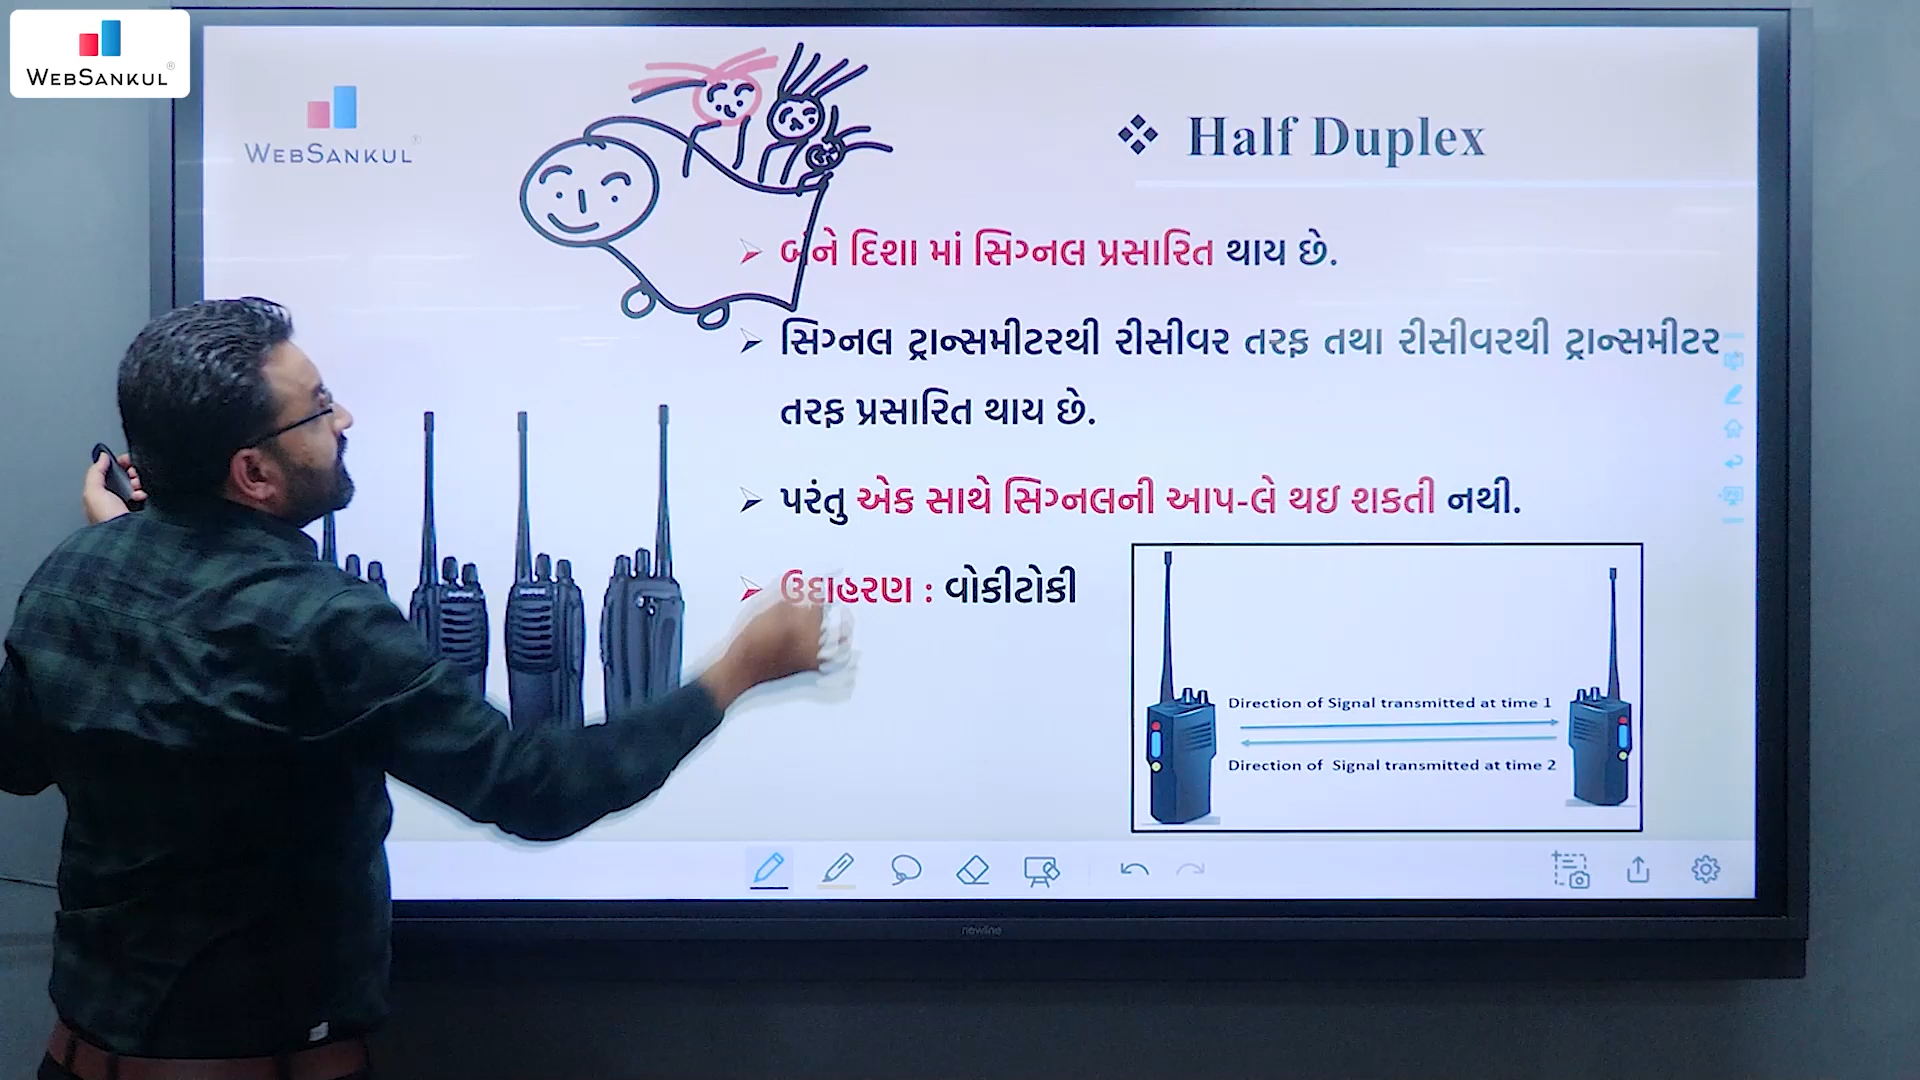 WEBSANKUL
WEBSANKUL
❖ Half Duplex
➢ બંને દિશા માં સિગ્નલ પ્રસારિત થાય છે.
➢ સિગ્નલ ટ્રાન્સમીટરથી રીસીવર તરફ તથા રીસીવરથી ટ્રાન્સમીટર
તરફ પ્રસારિત થાય છે.
➢ પરંતુ એક સાથે સિગ્નલની આપ-લે થઇ શકતી નથી.
➢ ઉદાહરણ : વોકીટોકી
Direction of Signal transmitted at time 1
Direction of Signal transmitted at time 2
newline